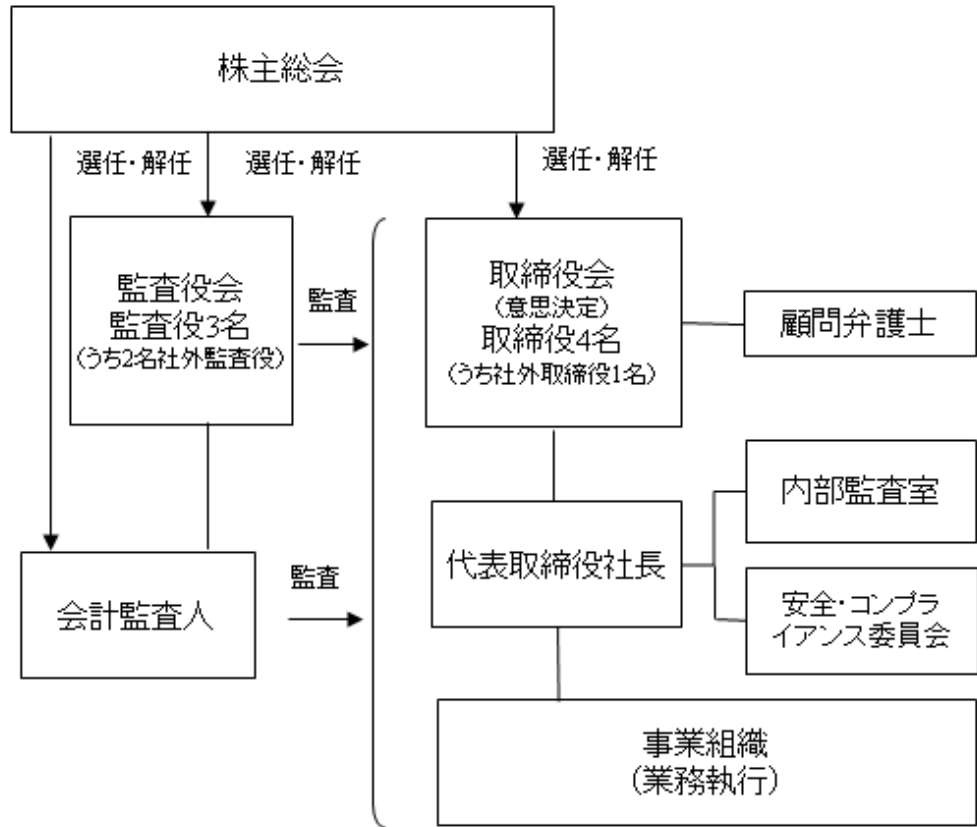 株主総会
選任・解任
選任・解任
選任・解任
監査役会
監査役3名
(うち2名社外監査役)
監査
取締役会
(意思決定)
取締役4名
(うち社外取締役1名)
顧問弁護士
内部監査室
代表取締役社長
会計監査人
監査
安全・コンプラ
イアンス委員会
事業組織
(業務執行)